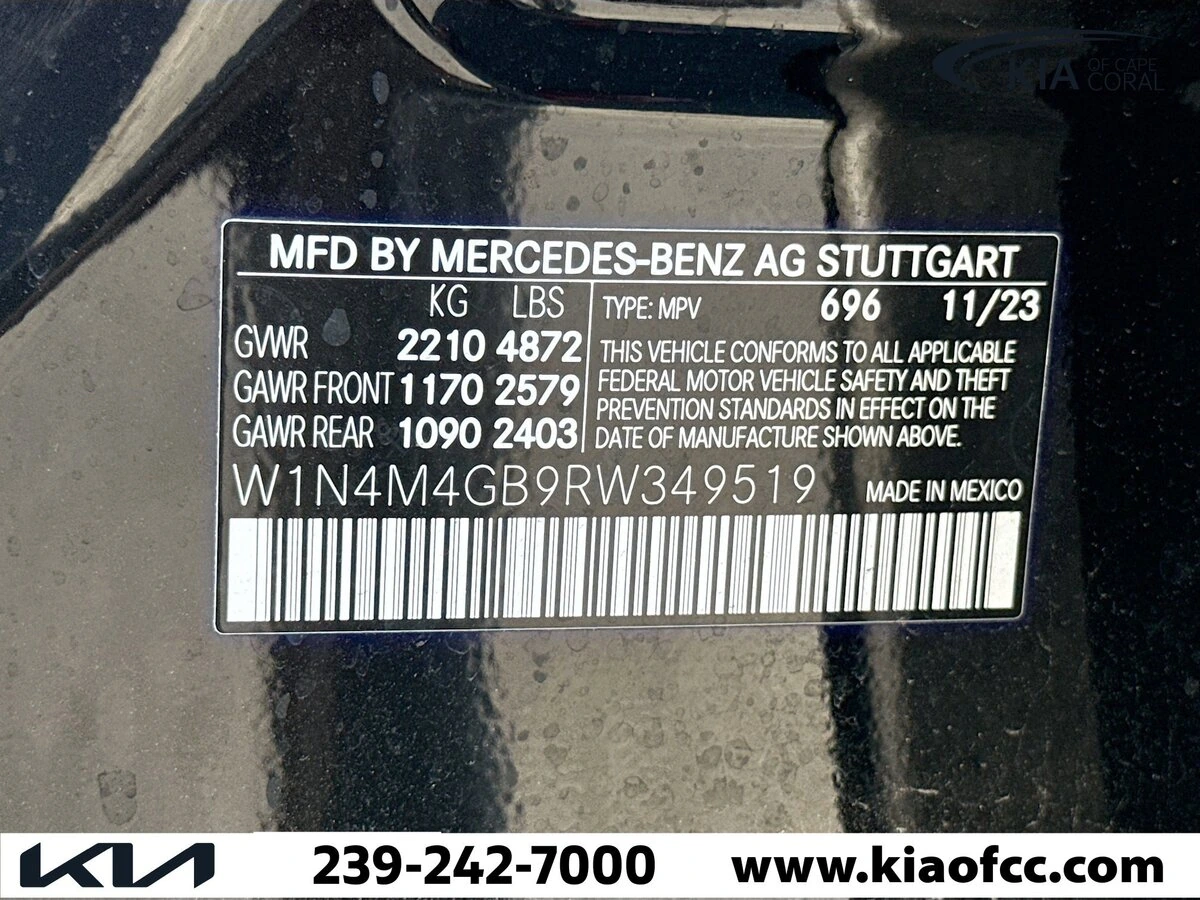 KIA OF CAPE CORAL
MFD BY MERCEDES-BENZ AG STUTTGART
KG LBS
GVWR 2210 4872
GAWR FRONT 1170 2579
GAWR REAR 1090 2403
TYPE: MPV 696 11/23
THIS VEHICLE CONFORMS TO ALL APPLICABLE
FEDERAL MOTOR VEHICLE SAFETY AND THEFT
PREVENTION STANDARDS IN EFFECT ON THE
DATE OF MANUFACTURE SHOWN ABOVE.
W1N4M4GB9RW349519 MADE IN MEXICO
KIA 239-242-7000 www.kiaofcc.com